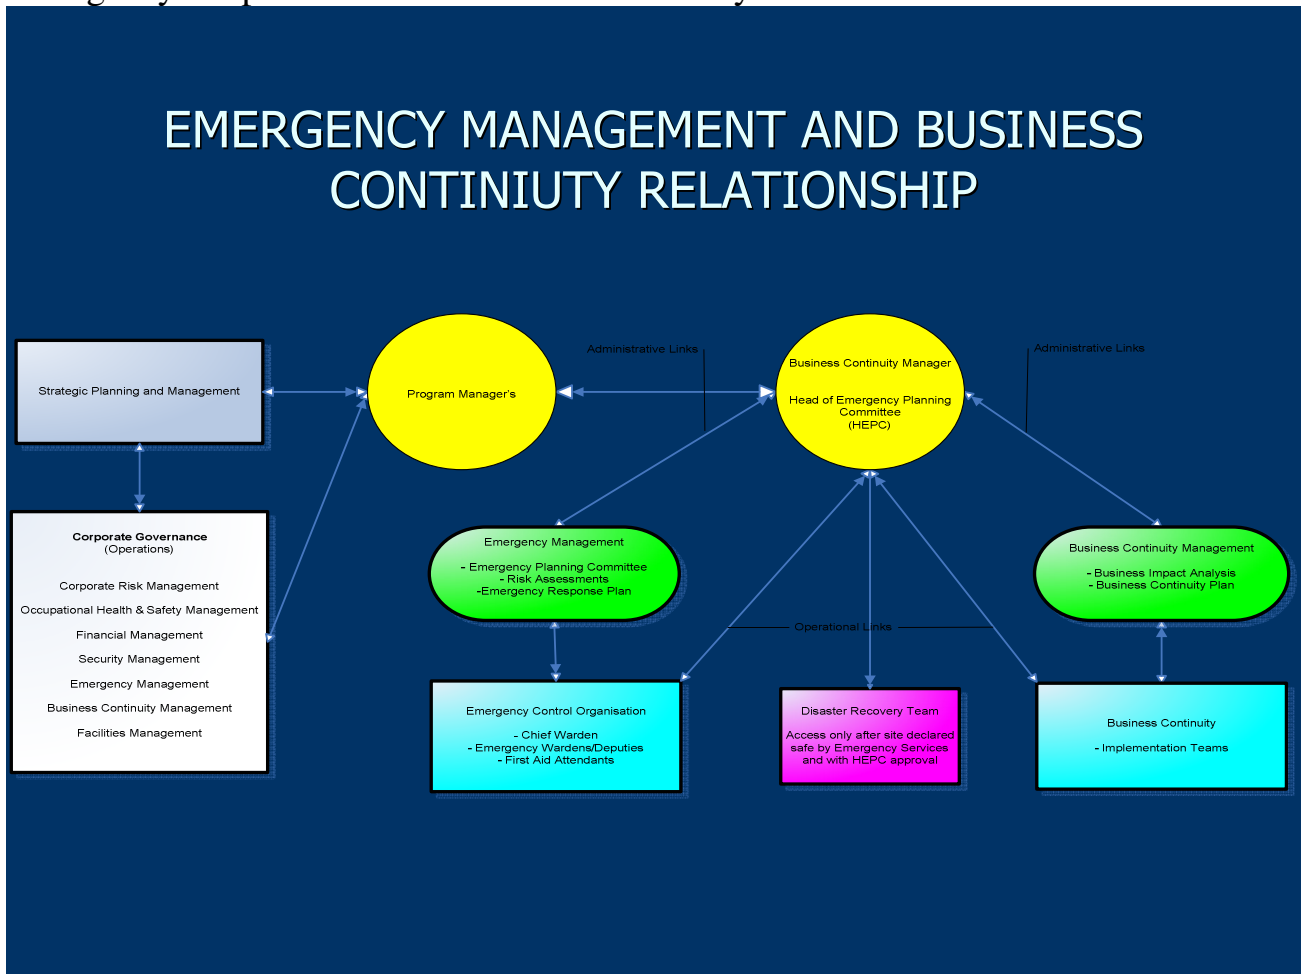 EMERGENCY MANAGEMENT AND BUSINESS
CONTINIUTY RELATIONSHIP
Administrative Links
Administrative Links
Strategic Planning and Management
Program Manager's
Business Continuity Manager
Head of Emergency Planning
Committee
(HEPC)
Corporate Governance
(Operations)
Corporate Risk Management
Occupational Health & Safety Management
Financial Management
Security Management
Emergency Management
Business Continuity Management
Facilities Management
Emergency Management
- Emergency Planning Committee
- Risk Assessments
-Emergency Response Plan
Business Continuity Management
- Business Impact Analysis
- Business Continuity Plan
Operational Links
Emergency Control Organisation
- Chief Warden
- Emergency Wardens/Deputies
- First Aid Attendants
Disaster Recovery Team
Access only after site declared
safe by Emergency Services
and with HEPC approval
Business Continuity
- Implementation Teams